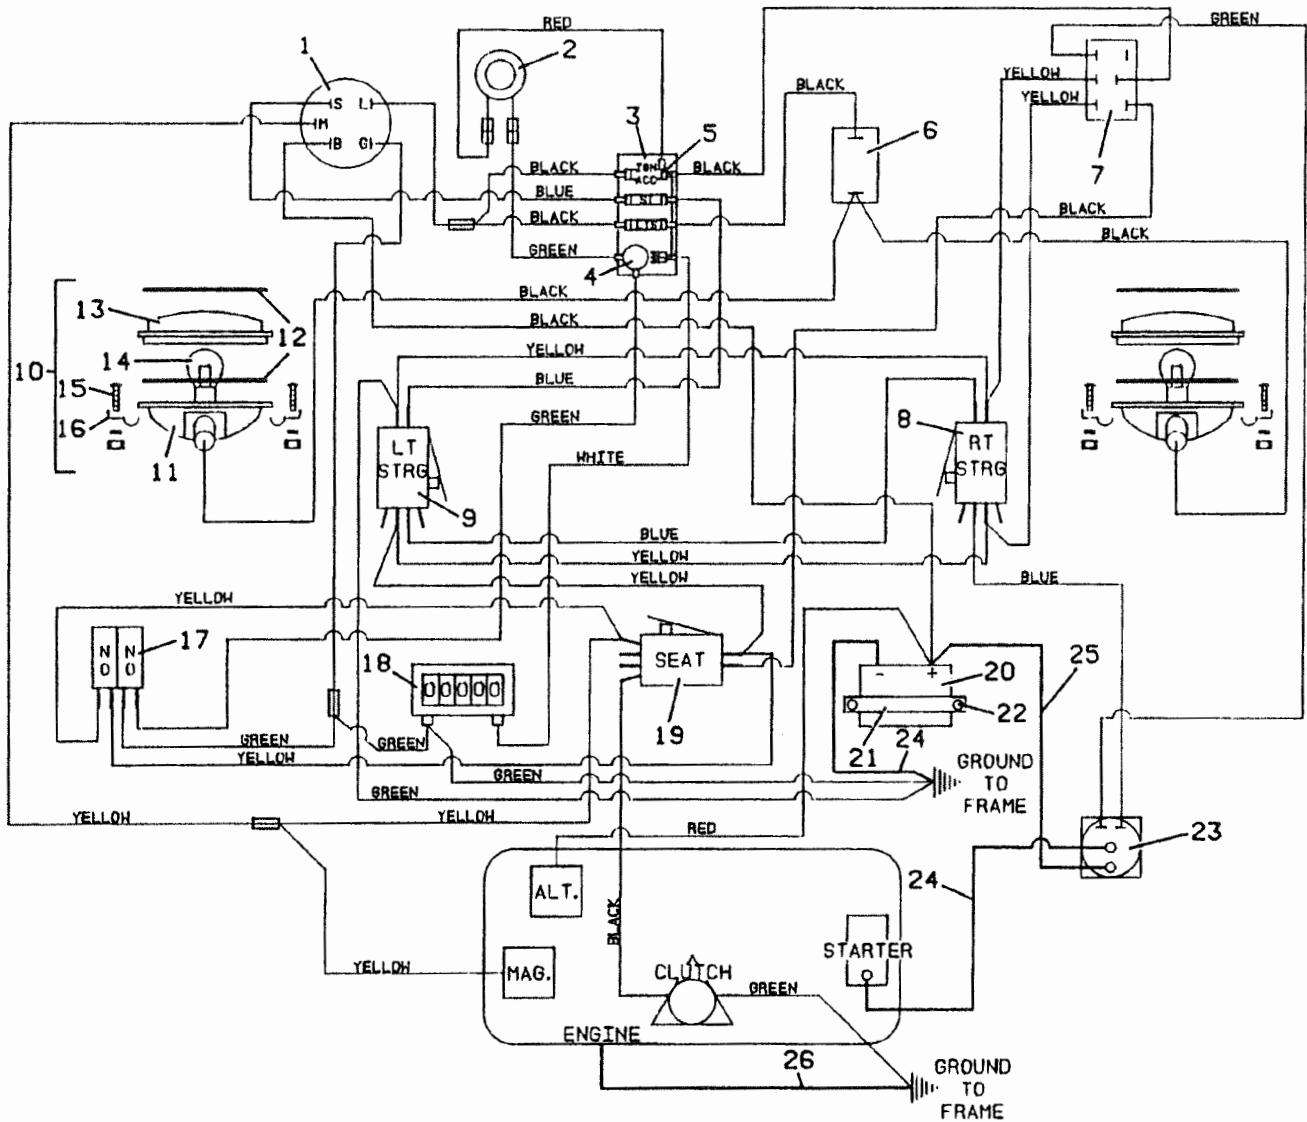 RED
GREEN
1
2
YELLOW
S L
BLACK
YELLOW
M
3
5
6
B G
IGN
ACC
BLACK
BLACK
7
BLUE
ST
BLACK
BLACK
LTS
BLACK
GREEN
4
BLACK
13
12
BLACK
YELLOW
10
14
15
BLUE
16
GREEN
8
11
LT
STRG
WHITE
RT
STRG
9
BLUE
YELLOW
YELLOW
BLUE
YELLOW
NO
NO
17
18
SEAT
- +
20
25
00000
22
GREEN
GREEN
19
21
24
YELLOW
GREEN
GROUND
TO
FRAME
GREEN
YELLOW
YELLOW
RED
23
ALT.
24
BLACK
STARTER
YELLOW
MAG.
CLUTCH
GREEN
ENGINE
26
GROUND
TO
FRAME